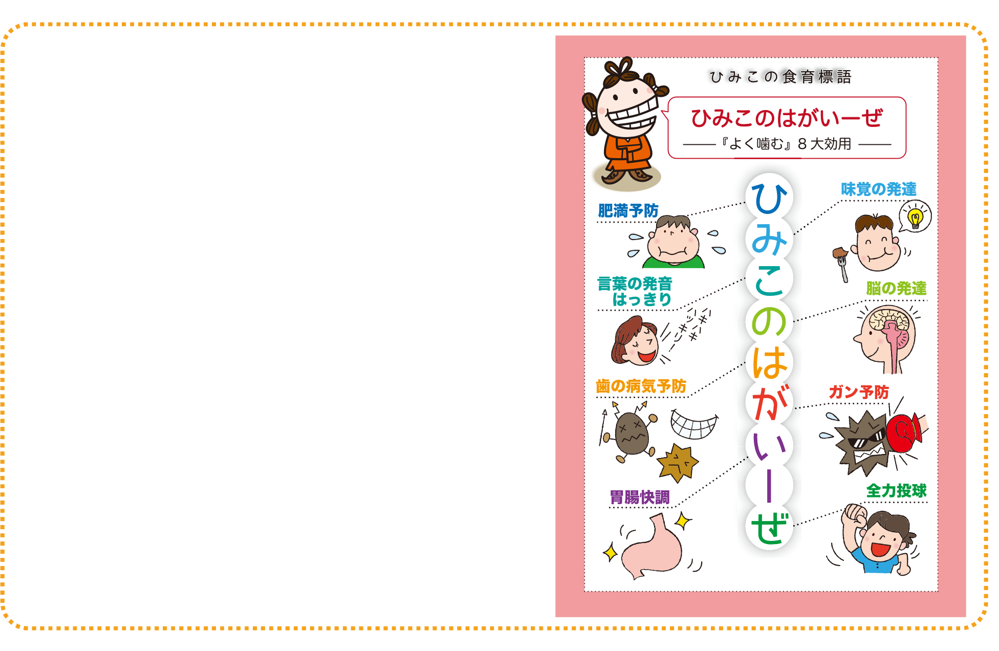 ひみこの食育標語
ひみこのはがいーぜ
『よく噛む』8大効用
ひみこのはがいーぜ
肥満予防
味覚の発達
言葉の発音
はっきり
ハキハキ
ハッキリ
脳の発達
歯の病気予防
ガン予防
胃腸快調
全力投球